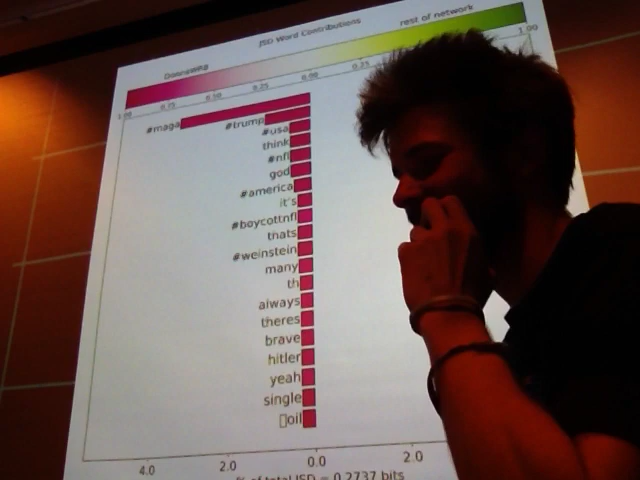 JSD Word Contributions
rest of network
1.00 0.75 0.50 0.25 0.00 0.25 1.00
#maga
#trump
#usa
think
#nfl
god
#america
it's
#boycottnfl
thats
#weinstein
many
th
always
theres
brave
hitler
yeah
single
▯oil
4.0 2.0 0.0 2.0
% of total JSD = 0.2737 bits